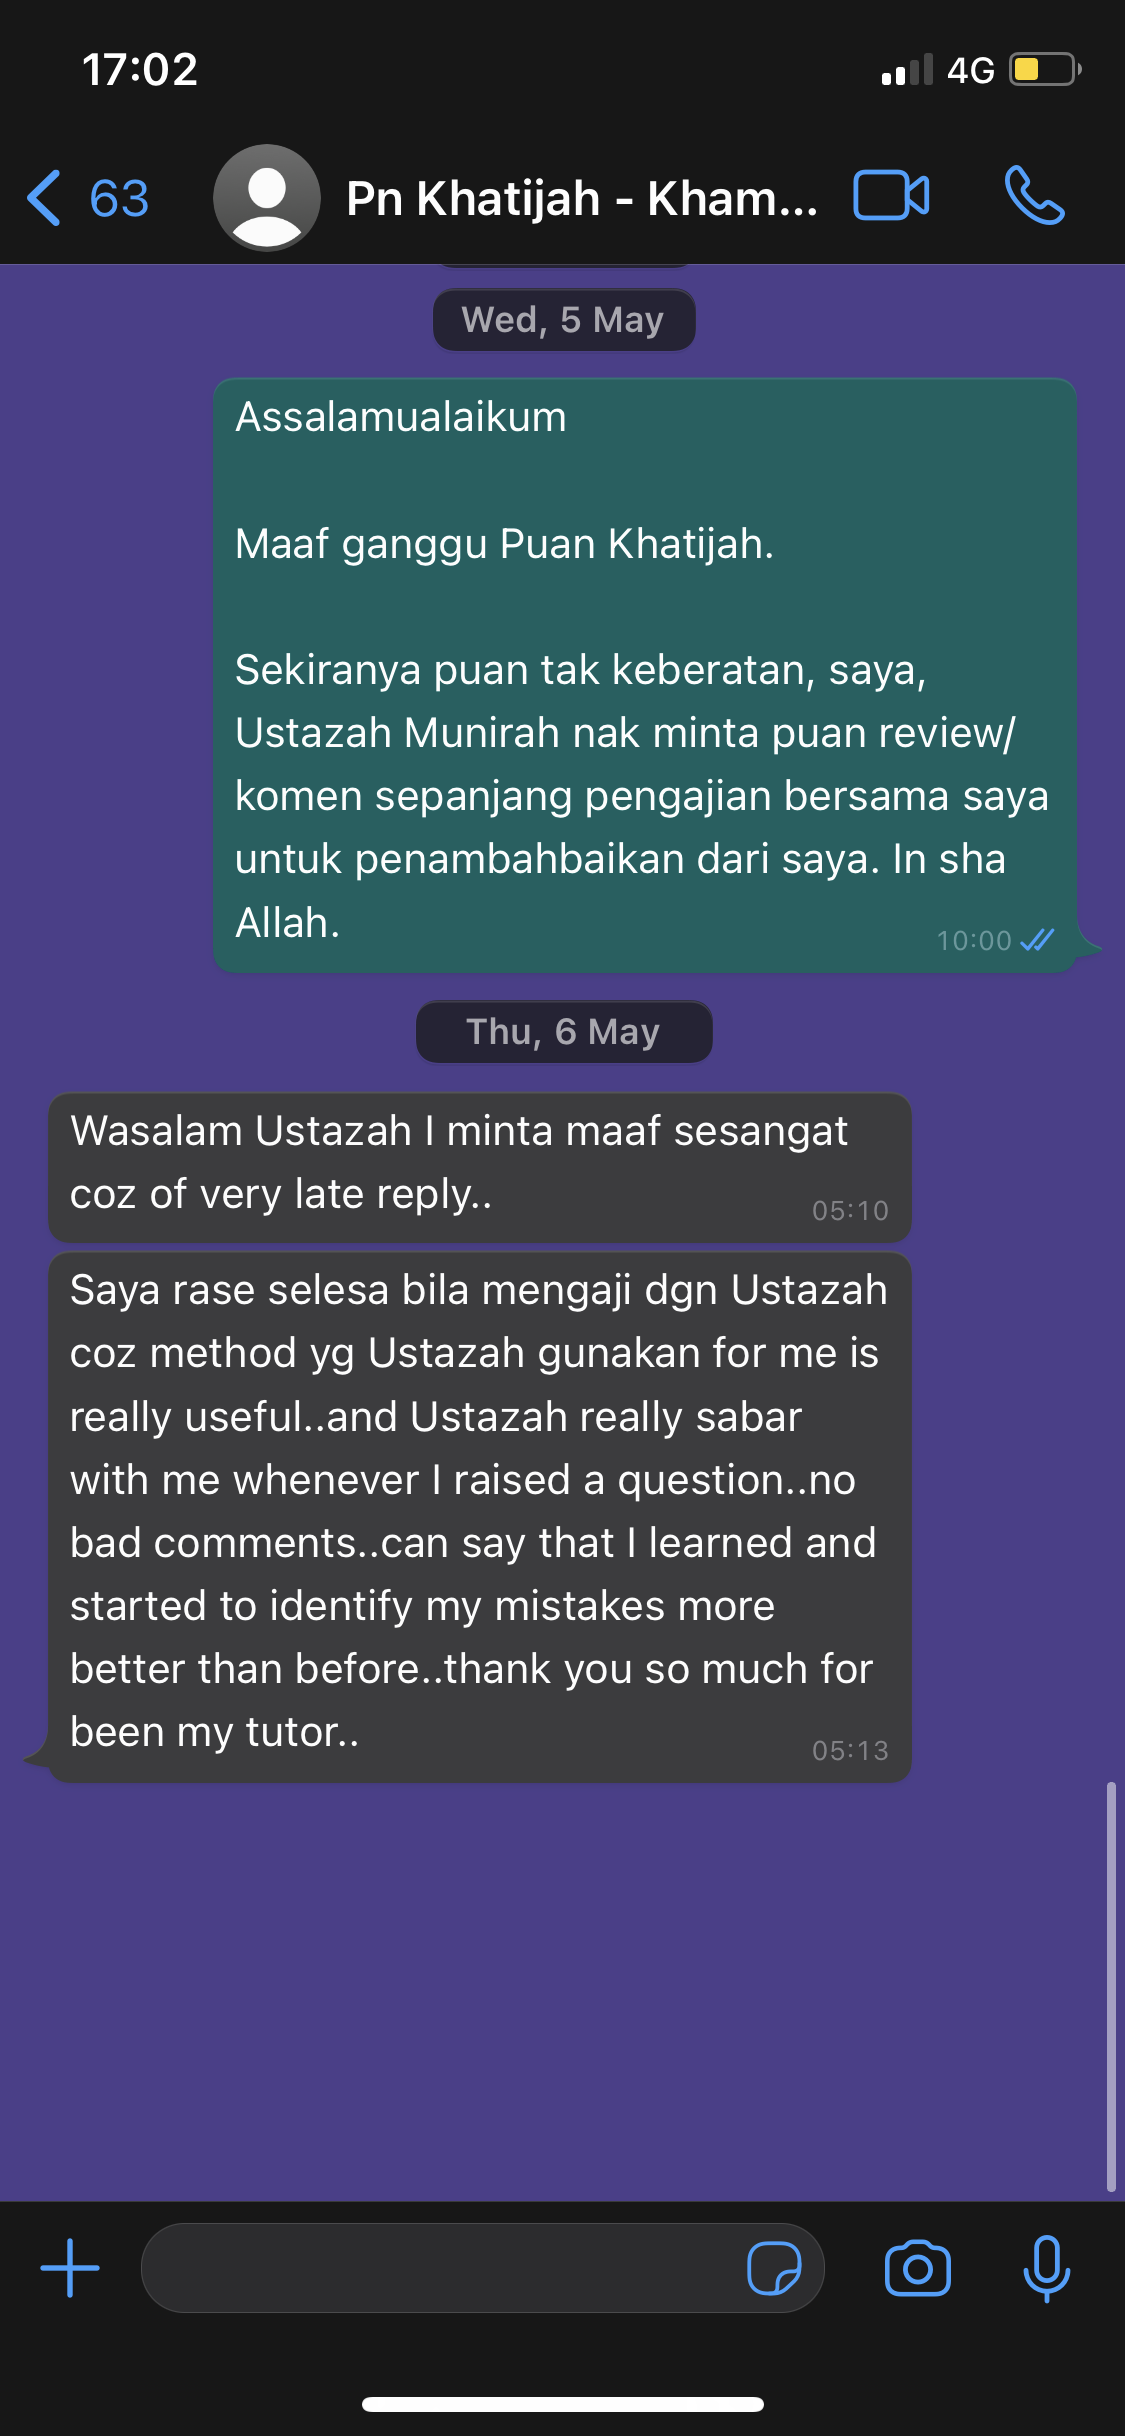 17:02
4G
63
Pn Khatijah - Kham...
Wed, 5 May
Assalamualaikum
Maaf ganggu Puan Khatijah.
Sekiranya puan tak keberatan, saya,
Ustazah Munirah nak minta puan review/
komen sepanjang pengajian bersama saya
untuk penambahbaikan dari saya. In sha
Allah.
10:00
Thu, 6 May
Wasalam Ustazah I minta maaf sesangat
coz of very late reply..
05:10
Saya rase selesa bila mengaji dgn Ustazah
coz method yg Ustazah gunakan for me is
really useful..and Ustazah really sabar
with me whenever I raised a question..no
bad comments..can say that I learned and
started to identify my mistakes more
better than before..thank you so much for
been my tutor..
05:13